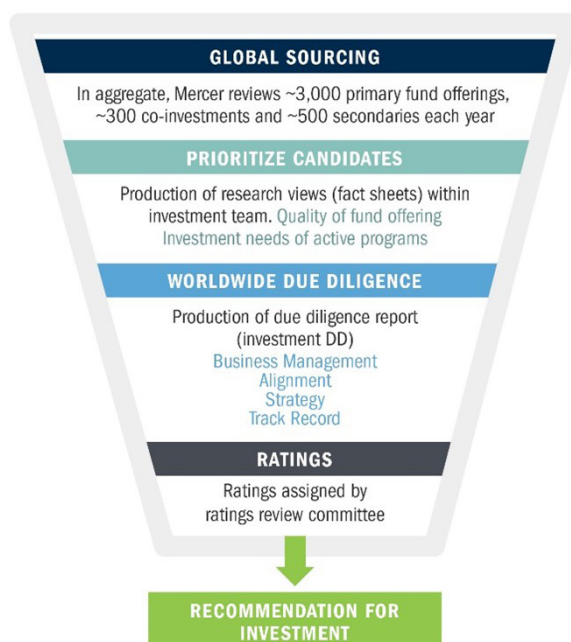 GLOBAL SOURCING
In aggregate, Mercer reviews ~3,000 primary fund offerings,
~300 co-investments and ~500 secondaries each year
PRIORITIZE CANDIDATES
Production of research views (fact sheets) within
investment team. Quality of fund offering
Investment needs of active programs
WORLDWIDE DUE DILIGENCE
Production of due diligence report
(investment DD)
Business Management
Alignment
Strategy
Track Record
RATINGS
Ratings assigned by
ratings review committee
RECOMMENDATION FOR
INVESTMENT